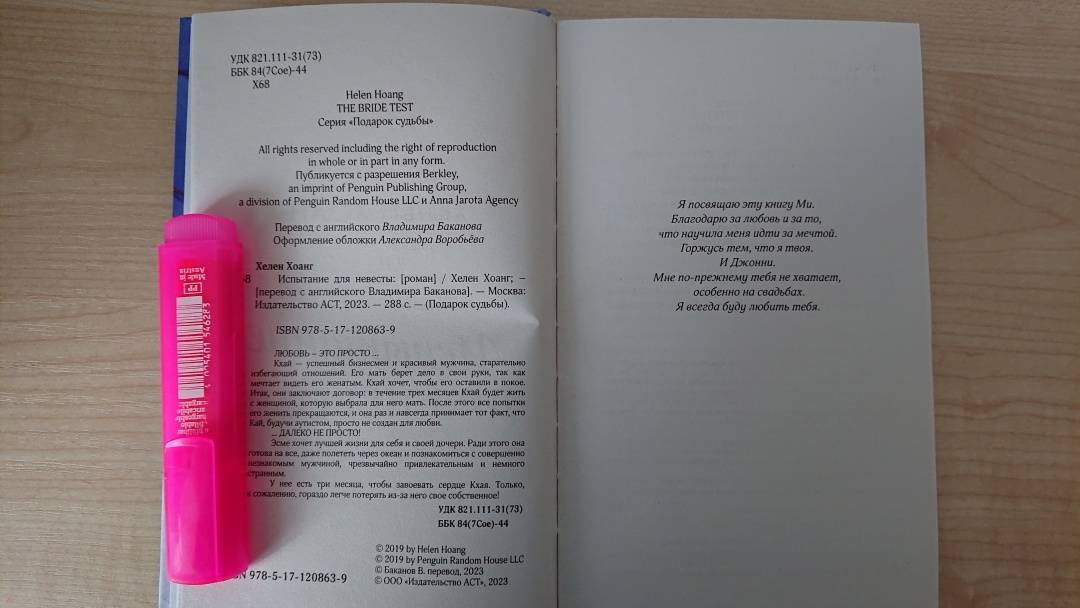 УДК 821.111-31(73)
ББК 84(7Сое)-44
Х68
Helen Hoang
THE BRIDE TEST
Серия «Подарок судьбы»
All rights reserved including the right of reproduction
in whole or in part in any form.
Публикуется с разрешения Berkley,
an imprint of Penguin Publishing Group,
a division of Penguin Random House LLC и Anna Jarota Agency
Перевод с английского Владимира Баканова
Оформление обложки Александра Воробьёва
Хелен Хоанг
Испытание для невесты: [роман] / Хелен Хоанг; –
[перевод с английского Владимира Баканова]. — Москва:
Издательство АСТ, 2023. — 288 с. — (Подарок судьбы).
ISBN 978-5-17-120863-9
ЛЮБОВЬ – ЭТО ПРОСТО ...
Кхай — успешный бизнесмен и красивый мужчина, старательно
избегающий отношений. Его мать берет дело в свои руки, так как
мечтает видеть его женатым. Кхай хочет, чтобы его оставили в покое.
Итак, они заключают договор: в течение трех месяцев Кхай будет жить
с женщиной, которую выбрала для него мать. После этого все попытки
его женить прекращаются, и она раз и навсегда принимает тот факт, что
Кай, будучи аутистом, просто не создан для любви.
... ДАЛЕКО НЕ ПРОСТО!
Эсме хочет лучшей жизни для себя и своей дочери. Ради этого она
готова на все, даже полететь через океан и познакомиться с совершенно
незнакомым мужчиной, чрезвычайно привлекательным и немного
странным.
У нее есть три месяца, чтобы завоевать сердце Кхая. Только,
к сожалению, гораздо легче потерять из-за него свое собственное!
УДК 821.111-31(73)
ББК 84(7Сое)-44
978-5-17-120863-9
© 2019 by Helen Hoang
© 2019 by Penguin Random House LLC
© Баканов В. перевод, 2023
© ООО «Издательство АСТ», 2023
Made in
Austria
PP
Я посвящаю эту книгу Ми.
Благодарю за любовь и за то,
что научила меня идти за мечтой.
Горжусь тем, что я твоя.
И Джонни.
Мне по-прежнему тебя не хватает,
особенно на свадьбах.
Я всегда буду любить тебя.